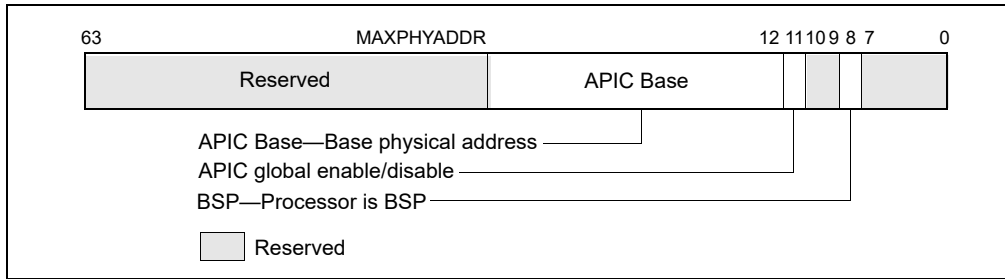 63 MAXPHYADDR 12 11 10 9 8 7 0
Reserved APIC Base
APIC Base—Base physical address
APIC global enable/disable
BSP—Processor is BSP
Reserved